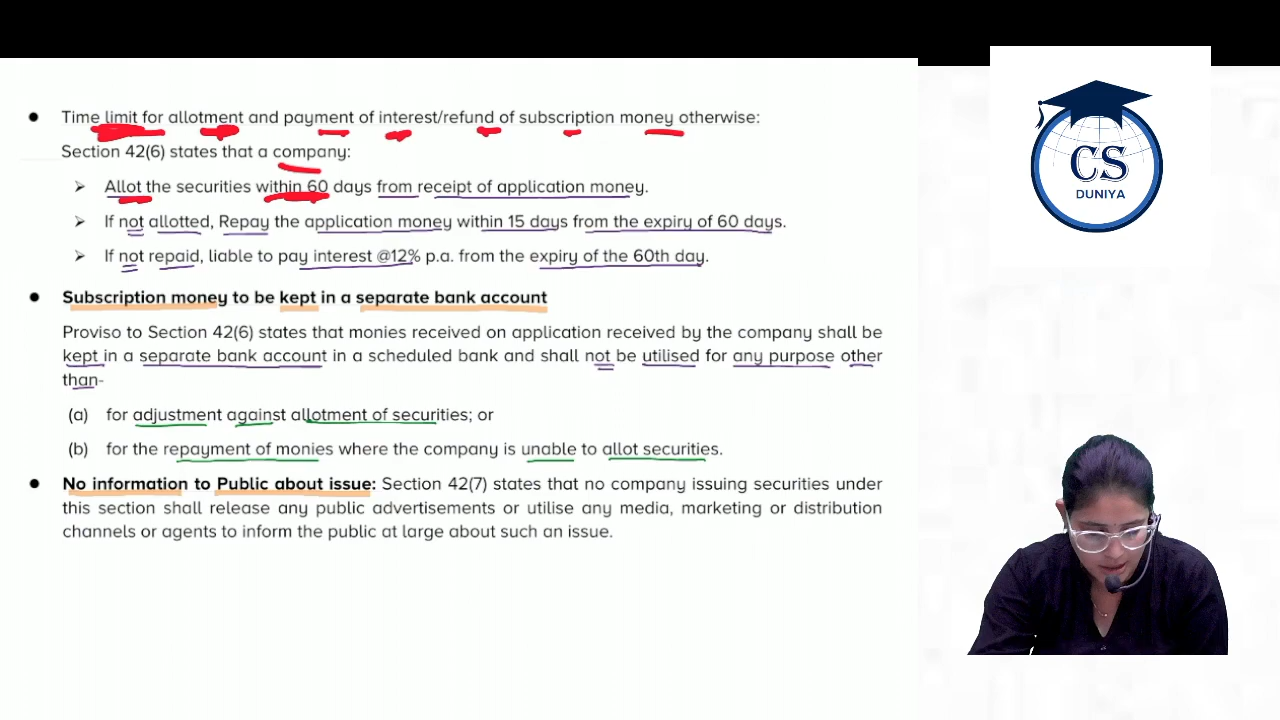 ● Time limit for allotment and payment of interest/refund of subscription money otherwise:
Section 42(6) states that a company:
➢ Allot the securities within 60 days from receipt of application money.
➢ If not allotted, Repay the application money within 15 days from the expiry of 60 days.
➢ If not repaid, liable to pay interest @12% p.a. from the expiry of the 60th day.
● Subscription money to be kept in a separate bank account
Proviso to Section 42(6) states that monies received on application received by the company shall be
kept in a separate bank account in a scheduled bank and shall not be utilised for any purpose other
than-
(a) for adjustment against allotment of securities; or
(b) for the repayment of monies where the company is unable to allot securities.
● No information to Public about issue: Section 42(7) states that no company issuing securities under
this section shall release any public advertisements or utilise any media, marketing or distribution
channels or agents to inform the public at large about such an issue.
CS
DUNIYA